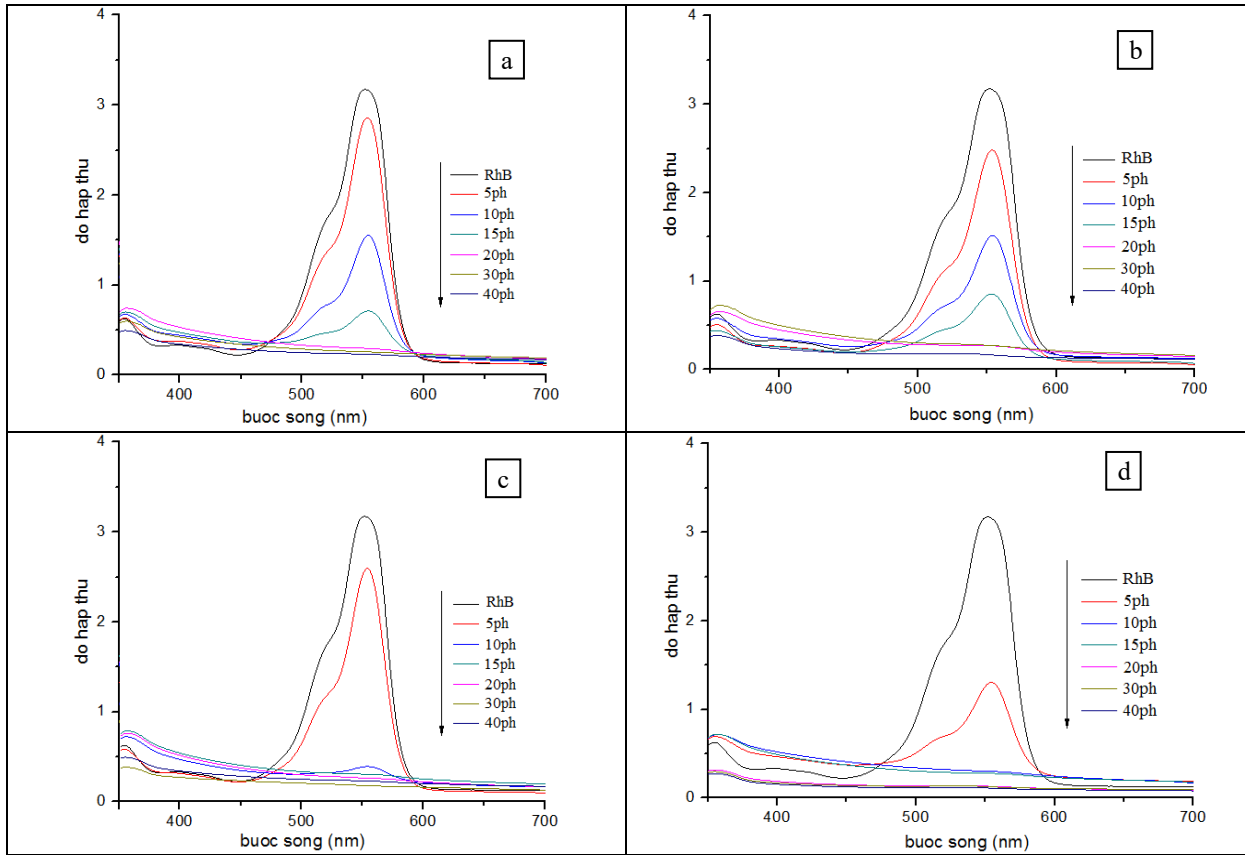 4
3
2
1
0
400
500
600
700
do hap thu
buoc song (nm)
a
RhB
5ph
10ph
15ph
20ph
30ph
40ph
4
3
2
1
0
400
500
600
700
do hap thu
buoc song (nm)
b
RhB
5ph
10ph
15ph
20ph
30ph
40ph
4
3
2
1
0
400
500
600
700
do hap thu
buoc song (nm)
c
RhB
5ph
10ph
15ph
20ph
30ph
40ph
4
3
2
1
0
400
500
600
700
do hap thu
buoc song (nm)
d
RhB
5ph
10ph
15ph
20ph
30ph
40ph